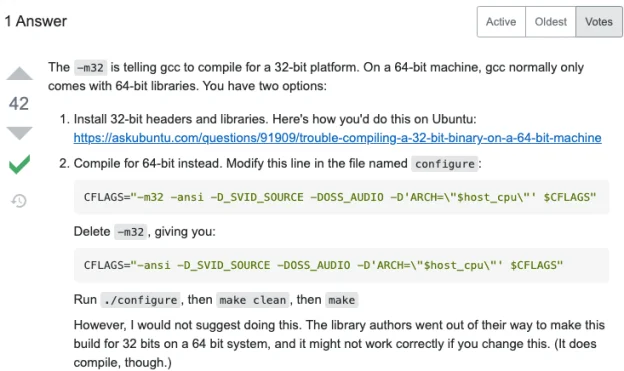 1 Answer
Active Oldest Votes
The -m32 is telling gcc to compile for a 32-bit platform. On a 64-bit machine, gcc normally only
comes with 64-bit libraries. You have two options:
42
1. Install 32-bit headers and libraries. Here's how you'd do this on Ubuntu:
https://askubuntu.com/questions/91909/trouble-compiling-a-32-bit-binary-on-a-64-bit-machine
2. Compile for 64-bit instead. Modify this line in the file named configure:
CFLAGS="-m32 -ansi -D_SVID_SOURCE -DOSS_AUDIO -D'ARCH=\"$host_cpu\"' $CFLAGS"
Delete -m32, giving you:
CFLAGS="-ansi -D_SVID_SOURCE -DOSS_AUDIO -D'ARCH=\"$host_cpu\"' $CFLAGS"
Run ./configure, then make clean, then make
However, I would not suggest doing this. The library authors went out of their way to make this
build for 32 bits on a 64 bit system, and it might not work correctly if you change this. (It does
compile, though.)